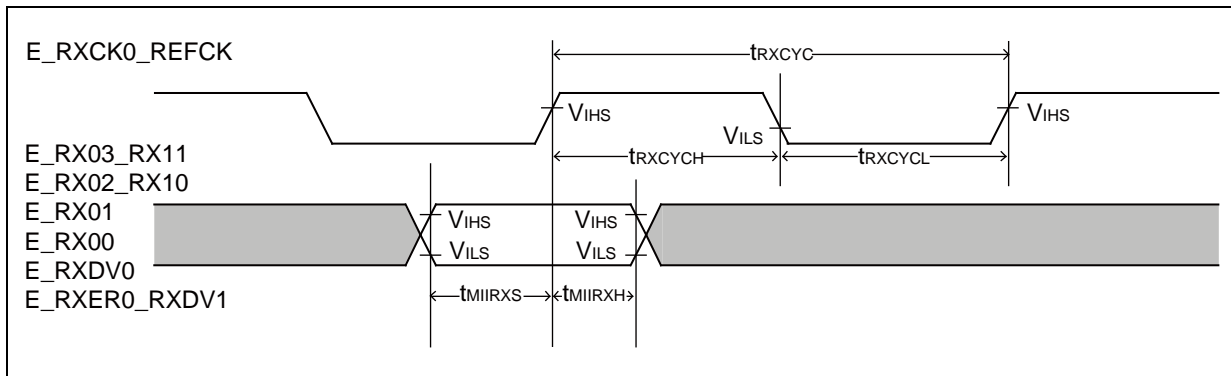 E_RXCK0_REFCK
tRXCYC
VIHS
VILS
VIHS
tRXCYCH
tRXCYCL
E_RX03_RX11
E_RX02_RX10
E_RX01
E_RX00
E_RXDV0
E_RXER0_RXDV1
VIHS
VIHS
VILS
VILS
tMIIRXS
tMIIRXH